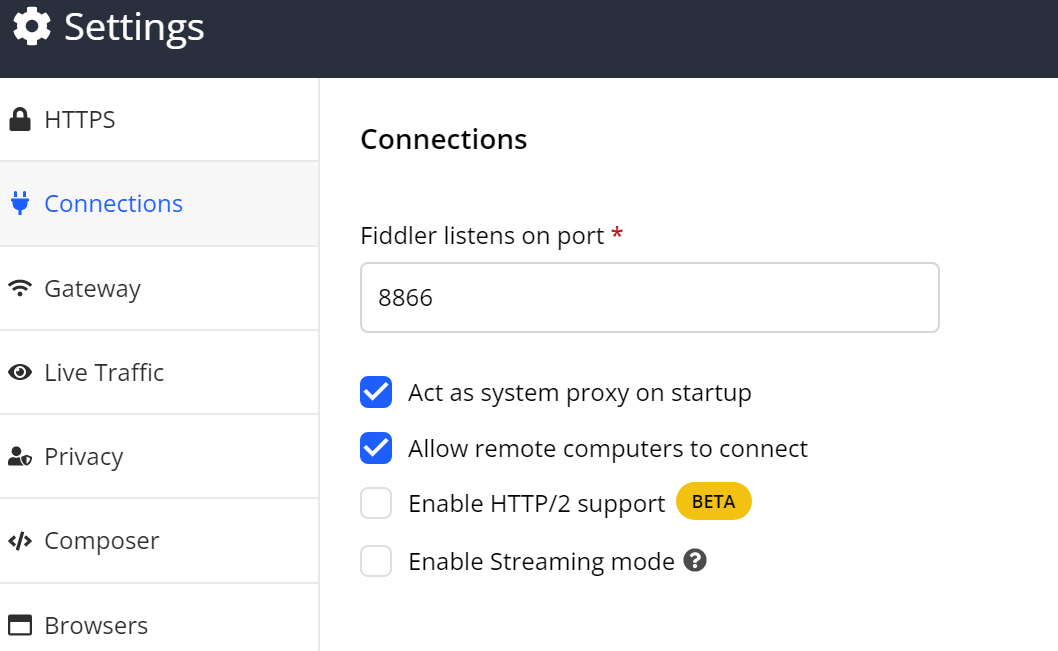 Settings
HTTPS
Connections
Gateway
Live Traffic
Privacy
Composer
Browsers
Connections
Fiddler listens on port *
8866
Act as system proxy on startup
Allow remote computers to connect
Enable HTTP/2 support BETA
Enable Streaming mode ?